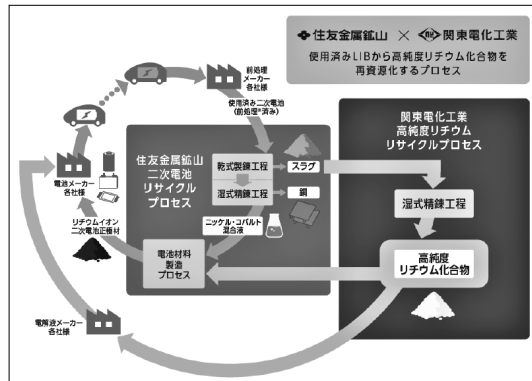 住友金属鉱山 × 関東電化工業
使用済みLIBから高純度リチウム化合物を
再資源化するプロセス
前処理
メーカー
各社様
使用済み二次電池
(前処理*済み)
住友金属鉱山
二次電池
リサイクル
プロセス
乾式製錬工程
スラグ
湿式精錬工程
銅
ニッケル・コバルト
混合液
電池材料
製造
プロセス
関東電化工業
高純度リチウム
リサイクルプロセス
湿式精錬工程
高純度
リチウム化合物
電池メーカー
各社様
リチウムイオン
二次電池正極材
電解液メーカー
各社様